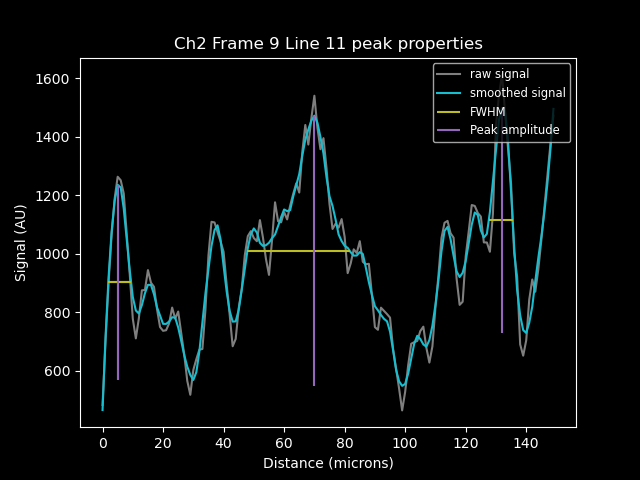 Ch2 Frame 9 Line 11 peak properties
raw signal
smoothed signal
FWHM
Peak amplitude
Signal (AU)
1600
1400
1200
1000
800
600
0 20 40 60 80 100 120 140
Distance (microns)